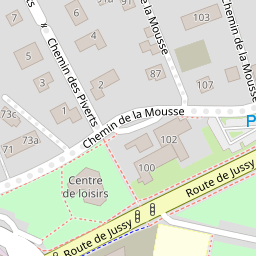 103
Chemin de la Mousse
7
5
4
3
1
2
87
107
Chemin des Piverts
Chemin de la Mousse
73c
73a
71
102
P
100
Centre
de loisirs
Route de Jussy
Route de Jussy